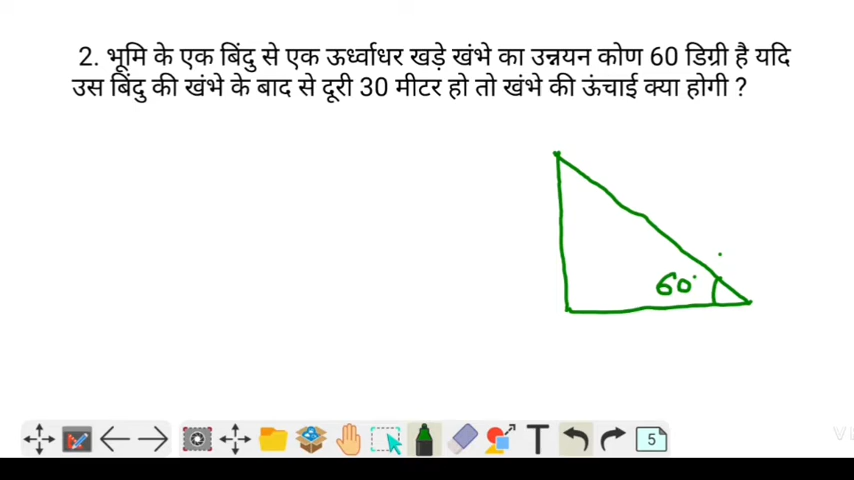 2. भूमि के एक बिंदु से एक ऊर्ध्वाधर खड़े खंभे का उन्नयन कोण 60 डिग्री है यदि
उस बिंदु की खंभे के बाद से दूरी 30 मीटर हो तो खंभे की ऊंचाई क्या होगी ?
60°
T
5